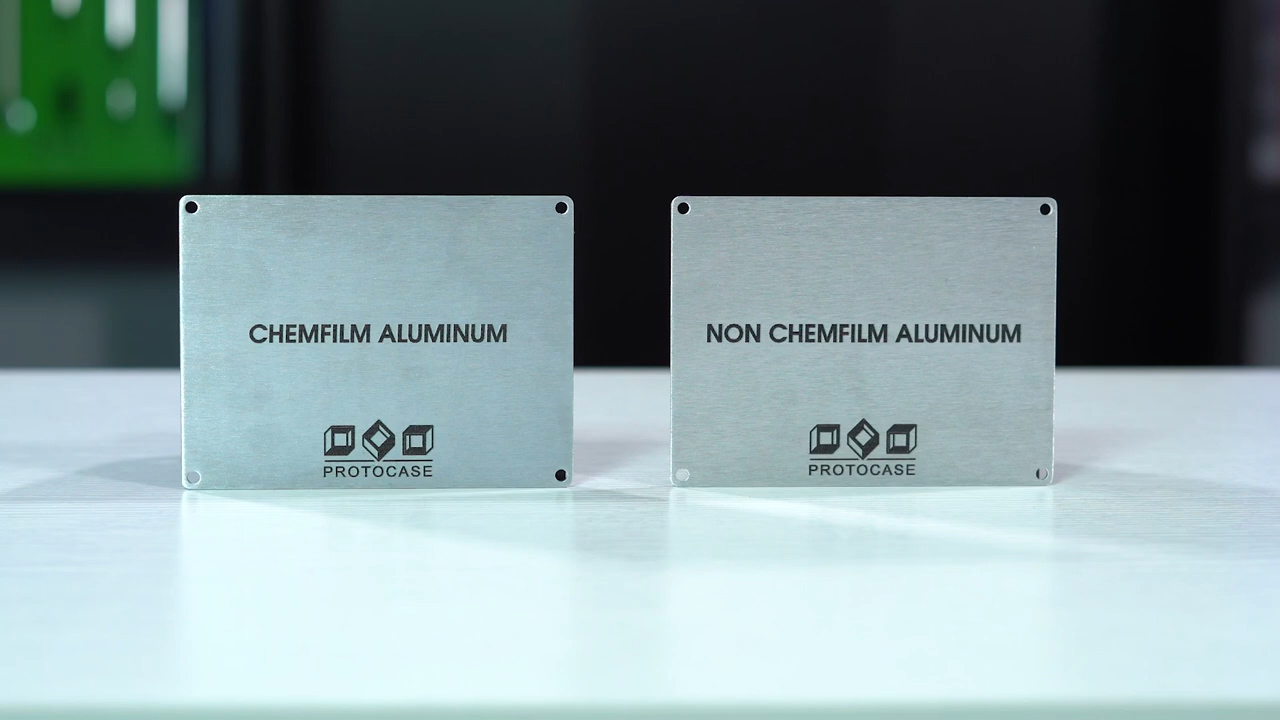 CHEMFILM ALUMINUM
PROTOCASE
NON CHEMFILM ALUMINUM
PROTOCASE